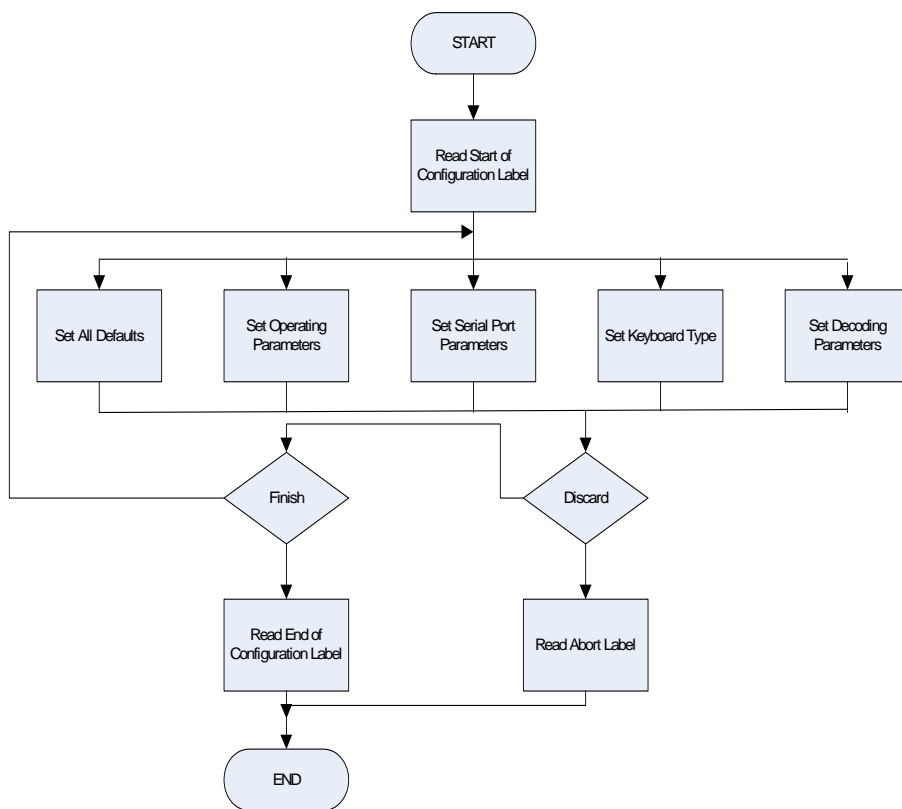 START
Read Start of
Configuration Label
Set All Defaults
Set Operating
Parameters
Set Serial Port
Parameters
Set Keyboard Type
Set Decoding
Parameters
Finish
Discard
Read End of
Configuration Label
Read Abort Label
END